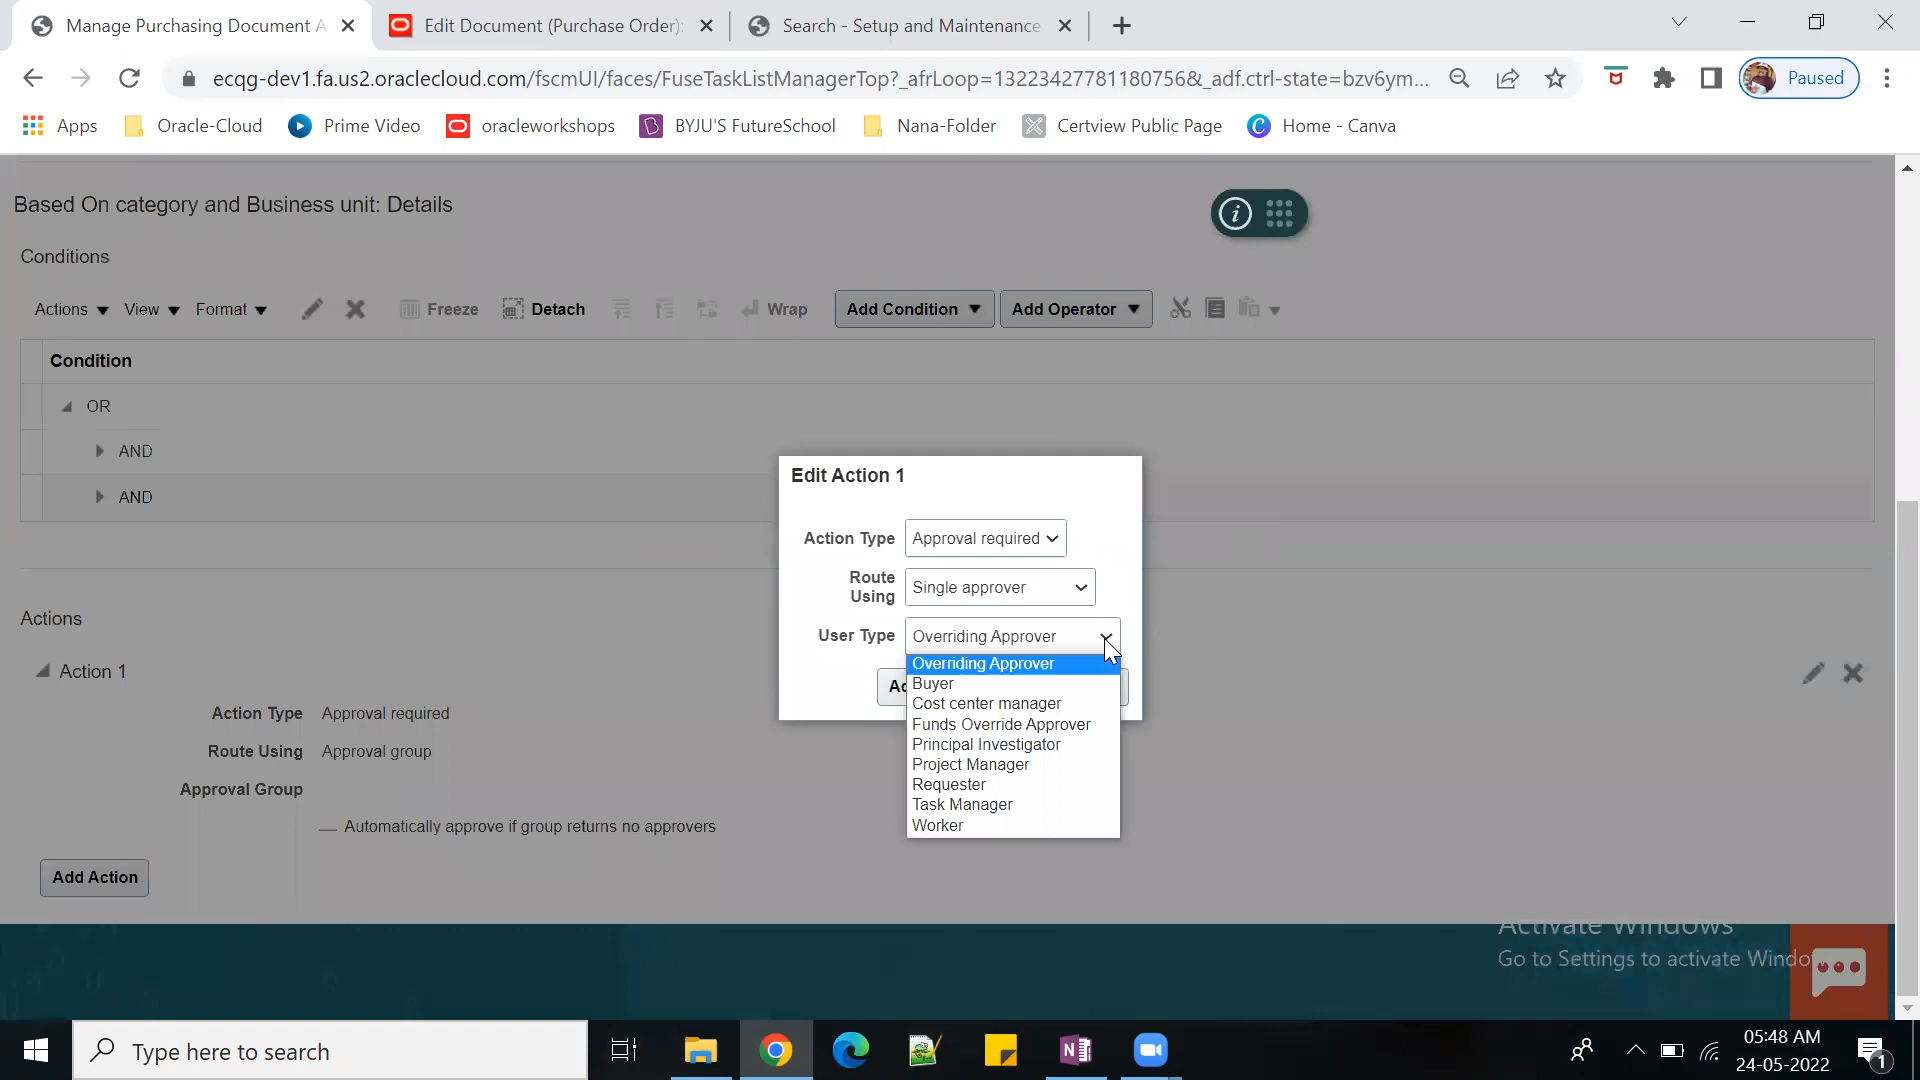 Manage Purchasing Document A
Edit Document (Purchase Order):
Search - Setup and Maintenance
ecqg-dev1.fa.us2.oraclecloud.com/fscmUI/faces/FuseTaskListManagerTop?_afrLoop=1322342778118075​6&_adf.ctrl-state=bzv6ym...
Paused
Apps
Oracle-Cloud
Prime Video
oracleworkshops
BYJU'S FutureSchool
Nana-Folder
Certview Public Page
Home - Canva
Based On category and Business unit: Details
Conditions
Actions
View
Format
Freeze
Detach
Wrap
Add Condition
Add Operator
Condition
OR
AND
AND
Edit Action 1
Action Type
Approval required
Route Using
Single approver
User Type
Overriding Approver
Overriding Approver
Buyer
Cost center manager
Funds Override Approver
Principal Investigator
Project Manager
Requester
Task Manager
Worker
Actions
Action 1
Action Type Approval required
Route Using Approval group
Approval Group
Automatically approve if group returns no approvers
Add Action
Activate Windows
Go to Settings to activate Windo
Type here to search
05:48 AM
24-05-2022
1